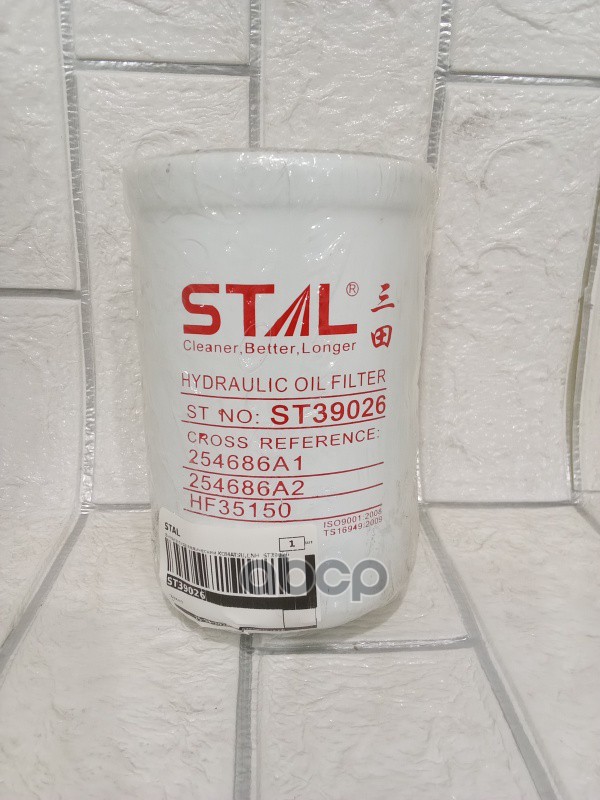 STAL® 三田
Cleaner,Better,Longer
HYDRAULIC OIL FILTER
ST NO: ST39026
CROSS REFERENCE:
254686A1
254686A2
HF35150
ISO9001:2008
TS16949:2009
STAL
1
ST39026
abcp